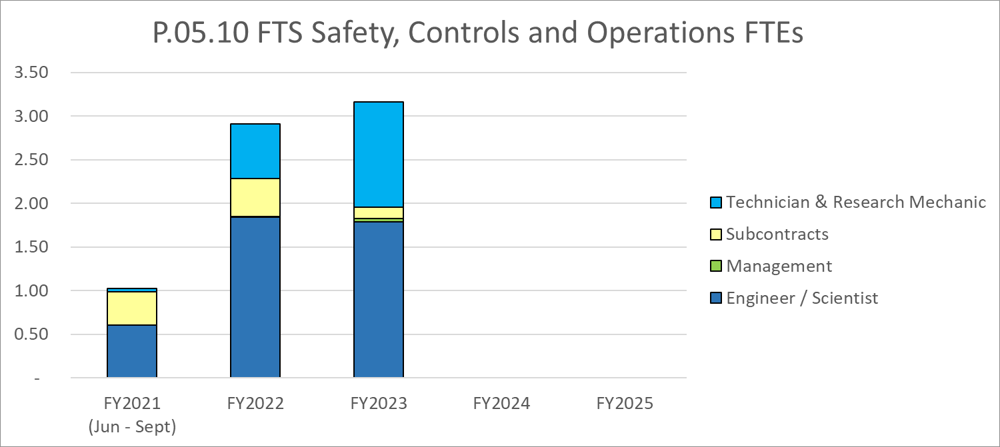 P.05.10 FTS Safety, Controls and Operations FTEs
3.50
3.00
2.50
2.00
1.50
1.00
0.50
-
FY2021 FY2022 FY2023 FY2024 FY2025
(Jun - Sept)
Technician & Research Mechanic
Subcontracts
Management
Engineer / Scientist